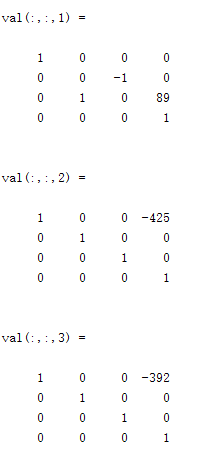 val(:,:,1) =
1 0 0 0
0 0 -1 0
0 1 0 89
0 0 0 1
val(:,:,2) =
1 0 0 -425
0 1 0 0
0 0 1 0
0 0 0 1
val(:,:,3) =
1 0 0 -392
0 1 0 0
0 0 1 0
0 0 0 1